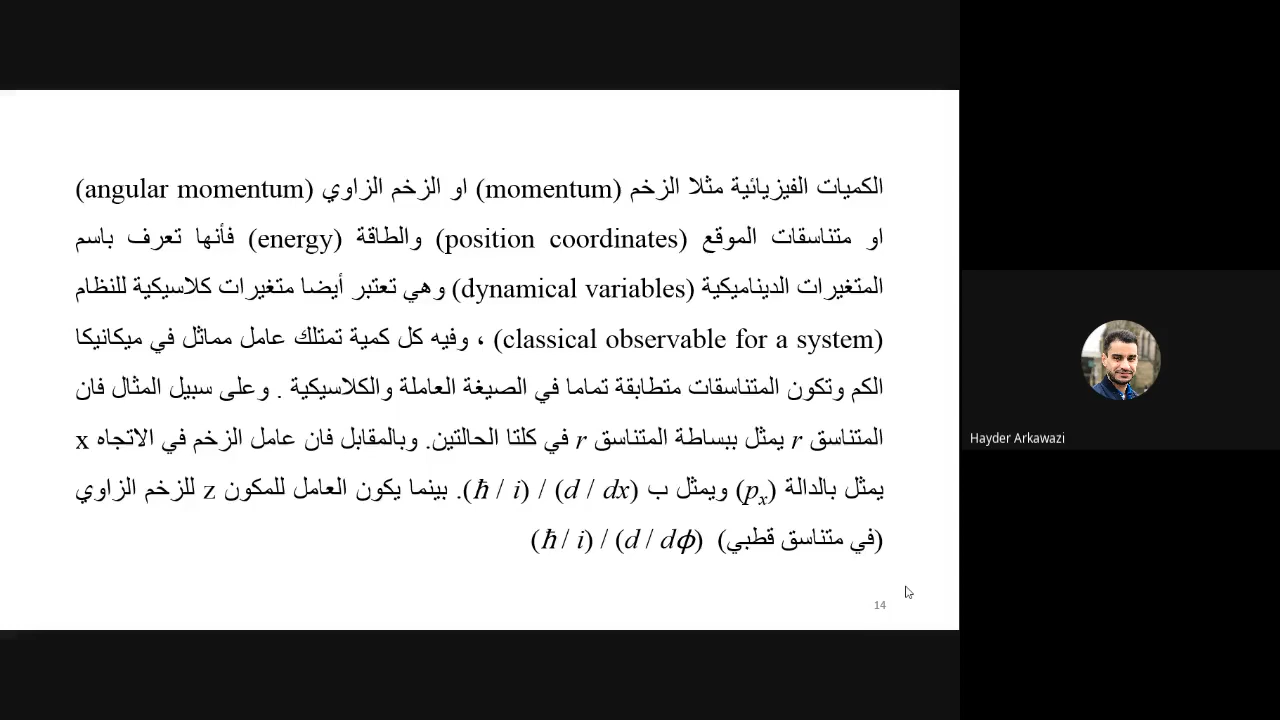 الكميات الفيزيائية مثلا الزخم (momentum) او الزخم الزاوي (angular momentum)
او متناسقات الموقع (position coordinates) والطاقة (energy) فأنها تعرف باسم
المتغيرات الديناميكية (dynamical variables) وهي تعتبر أيضا متغيرات كلاسيكية للنظام
(classical observable for a system) ، وفيه كل كمية تمتلك عامل مماثل في ميكانيكا
الكم وتكون المتناسقات متطابقة تماما في الصيغة العاملة والكلاسيكية . وعلى سبيل المثال فان
المتناسق r يمثل ببساطة المتناسق r في كلتا الحالتين. وبالمقابل فان عامل الزخم في الاتجاه x
يمثل بالدالة (pₓ) ويمثل ب (ħ / i) / (d / dx). بينما يكون العامل للمكون z للزخم الزاوي
(في متناسق قطبي) (ħ / i) / (d / dϕ)
14
Hayder Arkawazi